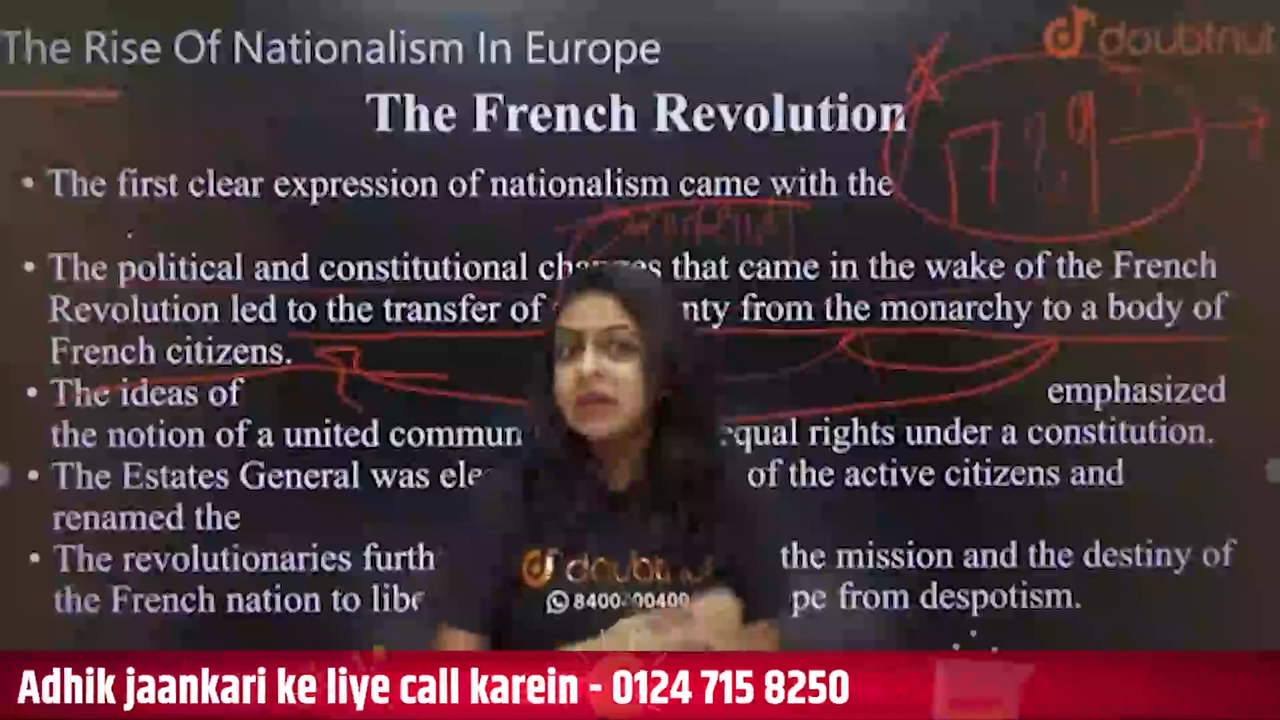 The Rise Of Nationalism In Europe
doubtnut
The French Revolution
• The first clear expression of nationalism came with the
• The political and constitutional changes that came in the wake of the French
Revolution led to the transfer of nty from the monarchy to a body of
French citizens.
• The ideas of emphasized
the notion of a united commun equal rights under a constitution.
• The Estates General was ele of the active citizens and
renamed the
• The revolutionaries furth the mission and the destiny of
the French nation to libe pe from despotism.
doubtnut
Adhik jaankari ke liye call karein - 0124 715 8250